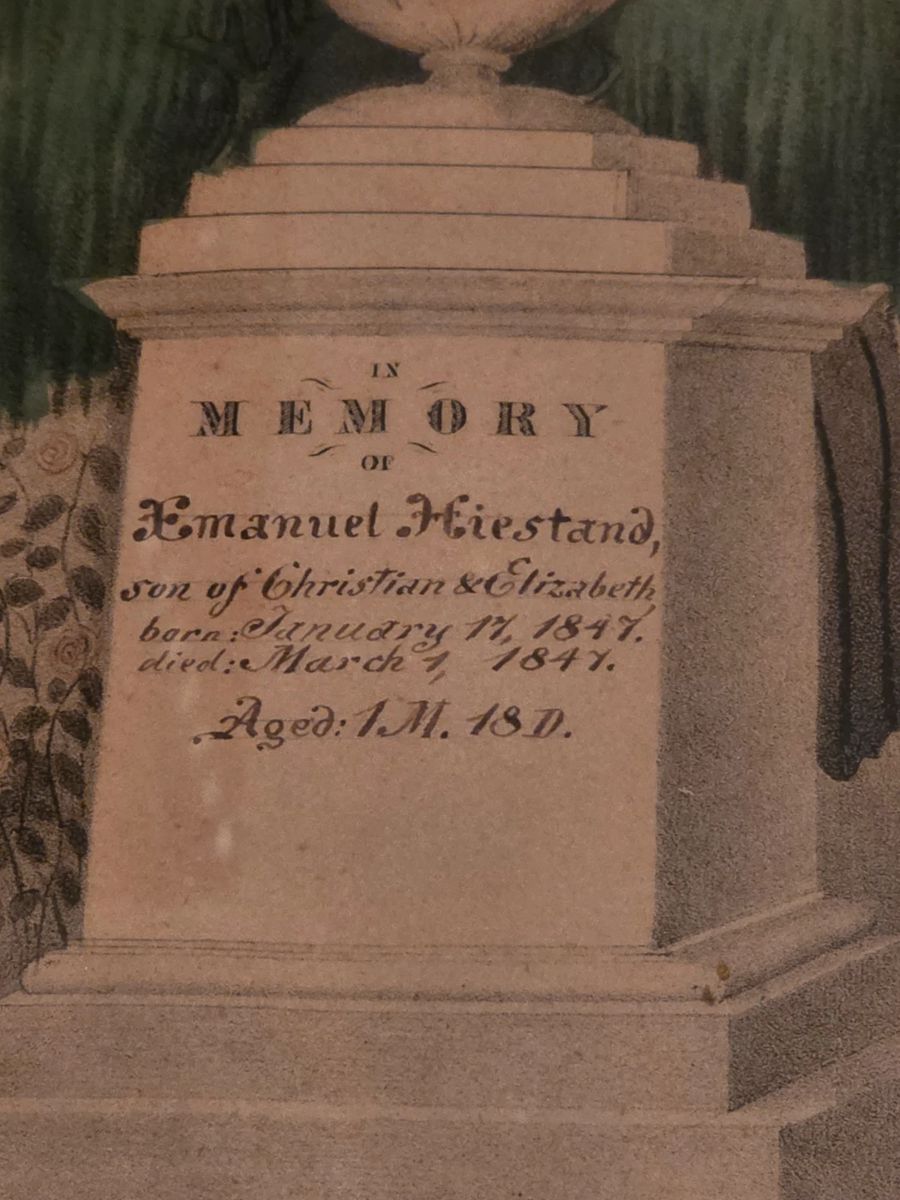 IN
MEMORY
OF
Emanuel Hiestand,
son of Christian & Elizabeth,
born: January 11, 1847.
died: March 1, 1847.
Aged: 1 M. 18 D.